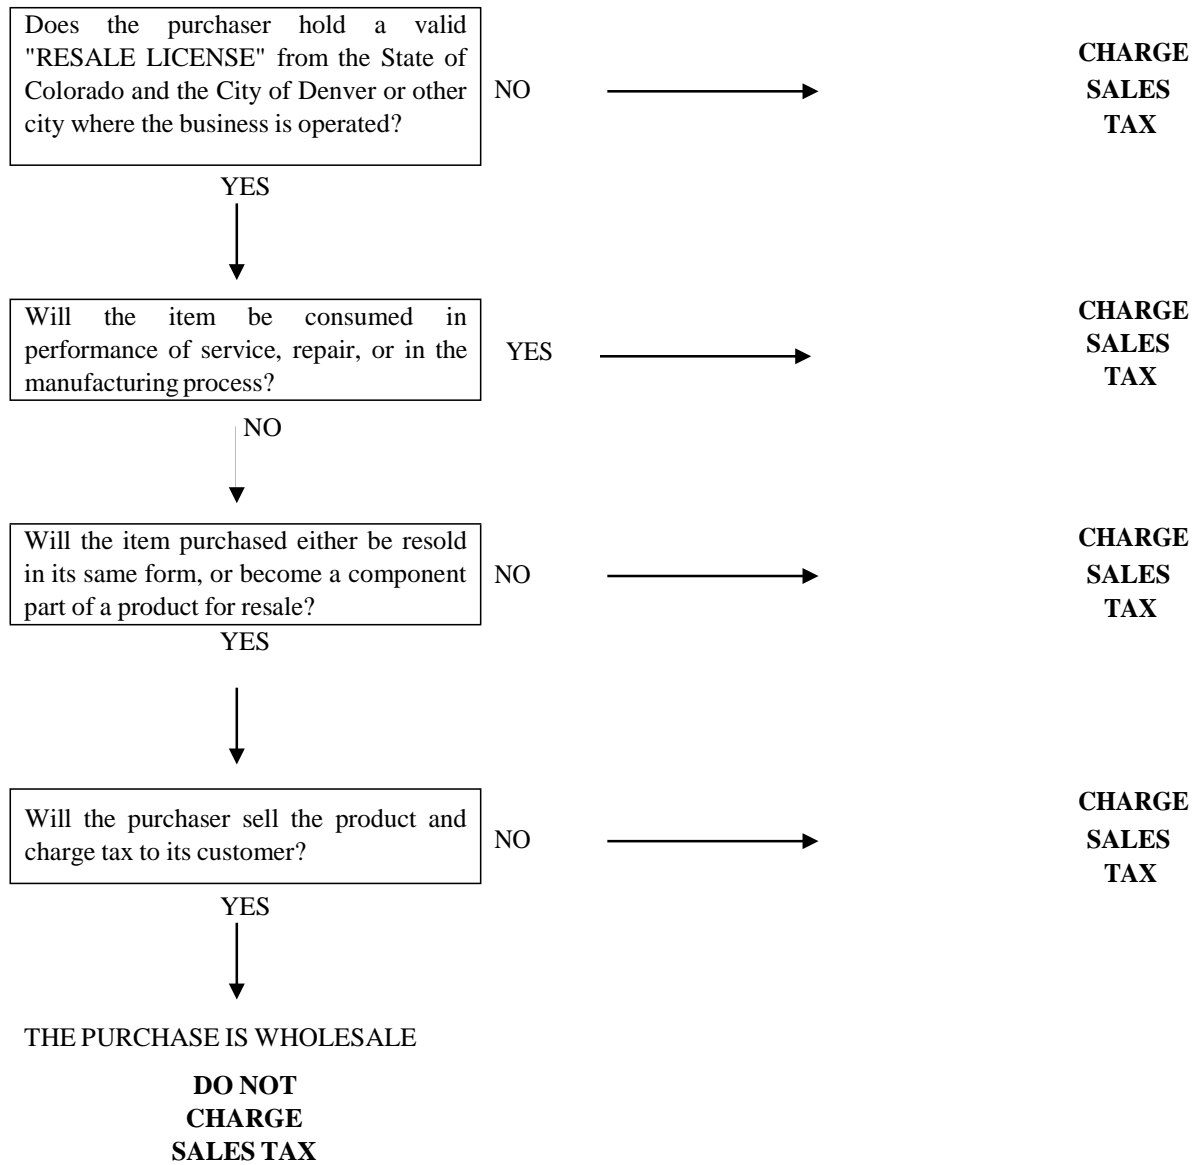 Does the purchaser hold a valid
"RESALE LICENSE" from the State of
Colorado and the City of Denver or other
city where the business is operated?
NO
CHARGE
SALES
TAX
YES
Will the item be consumed in
performance of service, repair, or in the
manufacturing process?
YES
CHARGE
SALES
TAX
NO
Will the item purchased either be resold
in its same form, or become a component
part of a product for resale?
NO
CHARGE
SALES
TAX
YES
Will the purchaser sell the product and
charge tax to its customer?
NO
CHARGE
SALES
TAX
YES
THE PURCHASE IS WHOLESALE
DO NOT
CHARGE
SALES TAX